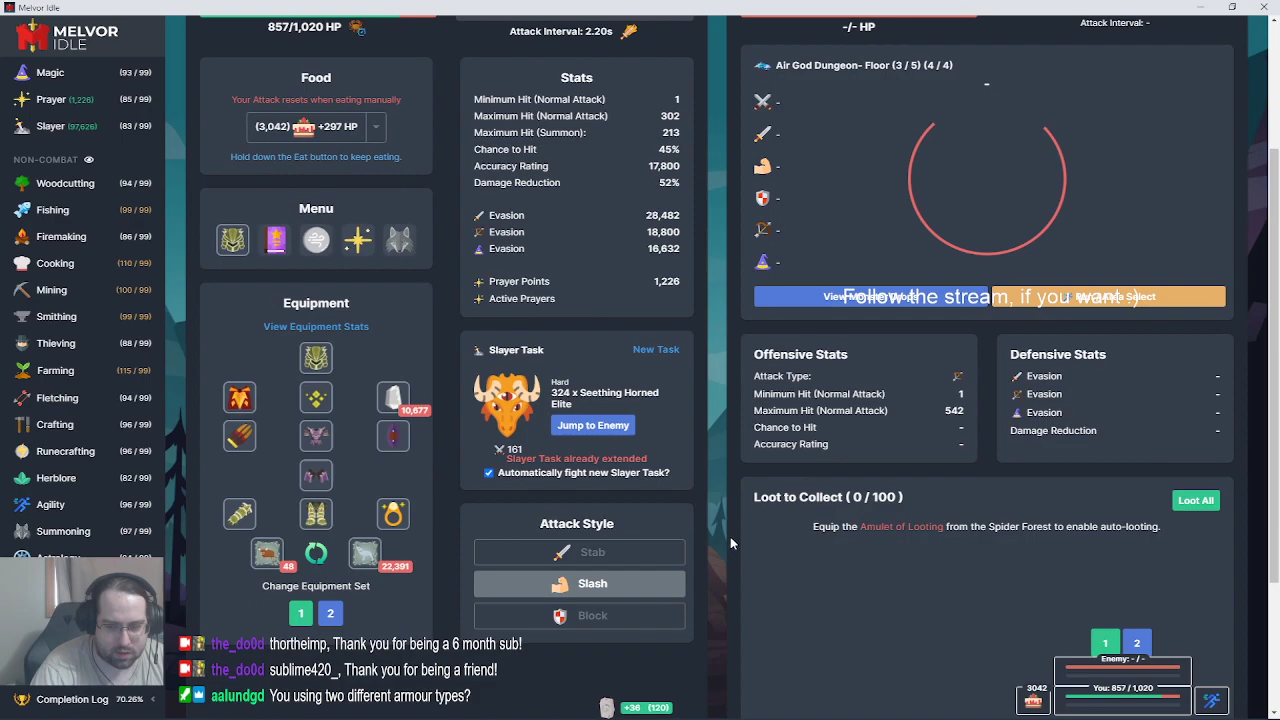 Melvor Idle
MELVOR
IDLE
Magic (93 / 99)
Prayer (1,226) (85 / 99)
Slayer (97,626) (83 / 99)
NON-COMBAT
Woodcutting (94 / 99)
Fishing (99 / 99)
Firemaking (86 / 99)
Cooking (110 / 99)
Mining (100 / 99)
Smithing (99 / 99)
Thieving (88 / 99)
Farming (115 / 99)
Fletching (84 / 99)
Crafting (84 / 99)
Runecrafting (99 / 99)
Herblore (82 / 99)
Agility (97 / 99)
Summoning (94 / 99)
Completion Log 70.26%
857/1,020 HP
Food
Your Attack resets when eating manually
(3,042) +297 HP
Hold down the Eat button to keep eating.
Menu
Equipment
View Equipment Stats
10,677
48
22,391
Change Equipment Set
1 2
Attack Interval: 2.20s
Stats
Minimum Hit (Normal Attack) 1
Maximum Hit (Normal Attack) 302
Maximum Hit (Summon): 213
Chance to Hit 45%
Accuracy Rating 17,800
Damage Reduction 52%
Evasion 28,482
Evasion 18,800
Evasion 16,632
Prayer Points 1,226
Active Prayers
Slayer Task New Task
Hard
324 x Seething Horned
Elite
Jump to Enemy
161
Slayer Task already extended
Automatically fight new Slayer Task?
Attack Style
Stab
Slash
Block
-/- HP
Attack Interval: -
Air God Dungeon- Floor (3 / 5) (4 / 4)
-
-
-
-
-
-
-
Follow the stream, if you want :)
Offensive Stats
Attack Type:
Minimum Hit (Normal Attack) 1
Maximum Hit (Normal Attack) 542
Chance to Hit -
Accuracy Rating -
Defensive Stats
Evasion -
Evasion -
Evasion -
Damage Reduction -
Loot to Collect ( 0 / 100 )
Loot All
Equip the Amulet of Looting from the Spider Forest to enable auto-looting.
1 2
Enemy: - / -
3042
You: 857 / 1,020
the_do0d thortheimp, Thank you for being a 6 month sub!
the_do0d sublime420_, Thank you for being a friend!
aalundgd You using two different armour types?
+36 (120)